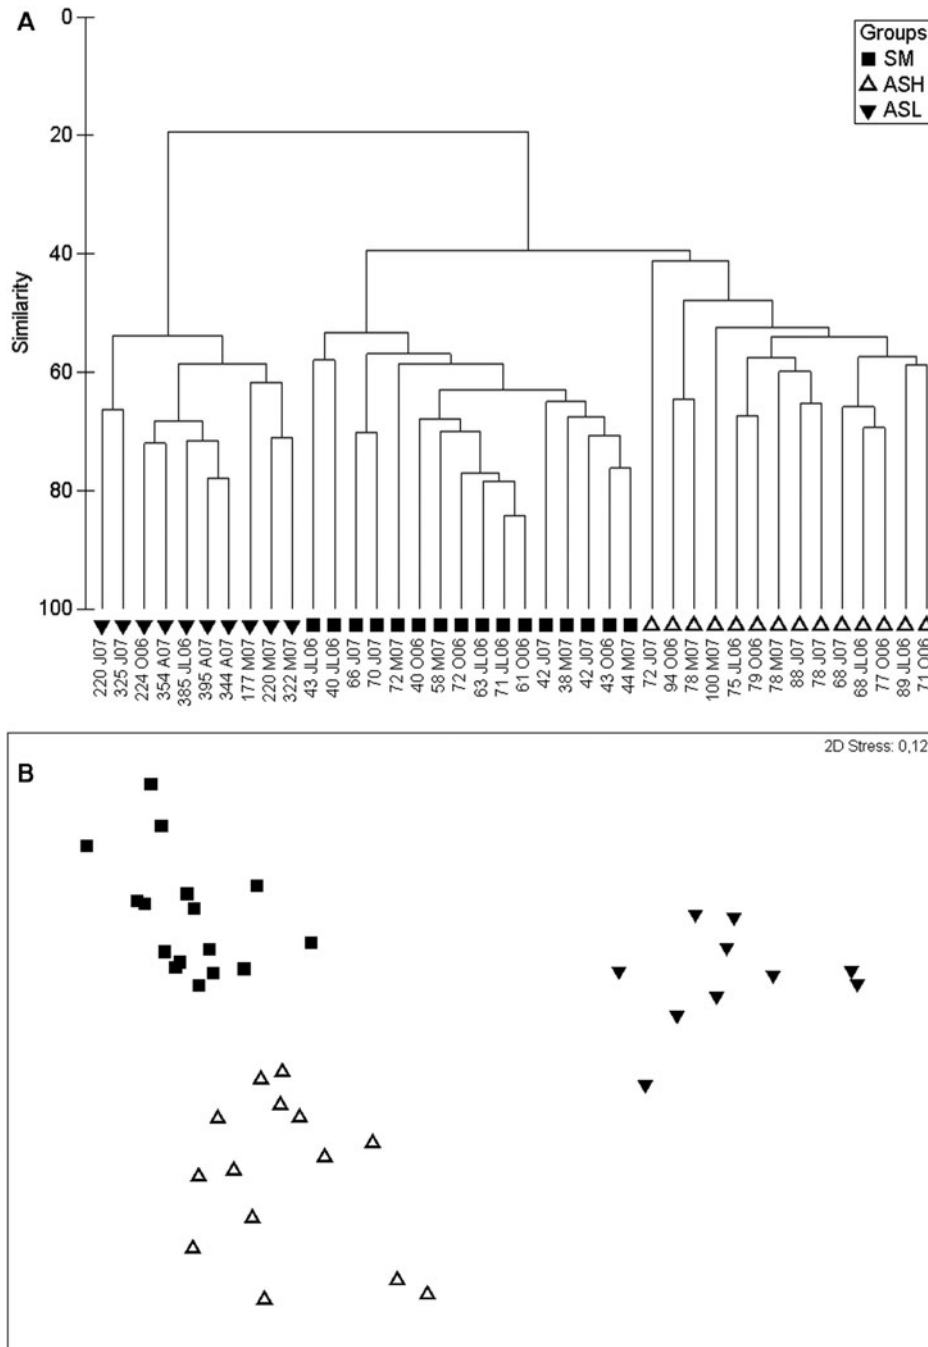 A
0
20
40
60
80
100
Similarity
Groups
SM
ASH
ASL
220 J07
325 J07
224 O06
354 A07
385 JL06
395 A07
344 A07
177 M07
220 M07
322 M07
43 JL06
40 JL06
66 J07
70 J07
72 M07
40 O06
58 M07
72 O06
63 JL06
71 JL06
61 O06
42 J07
38 M07
42 JL06
43 O06
44 M07
72 J07
94 O06
78 M07
100 M07
75 JL06
79 O06
78 M07
88 J07
78 J07
68 J07
68 JL06
77 O06
89 JL06
71 O06
B
2D Stress: 0,12